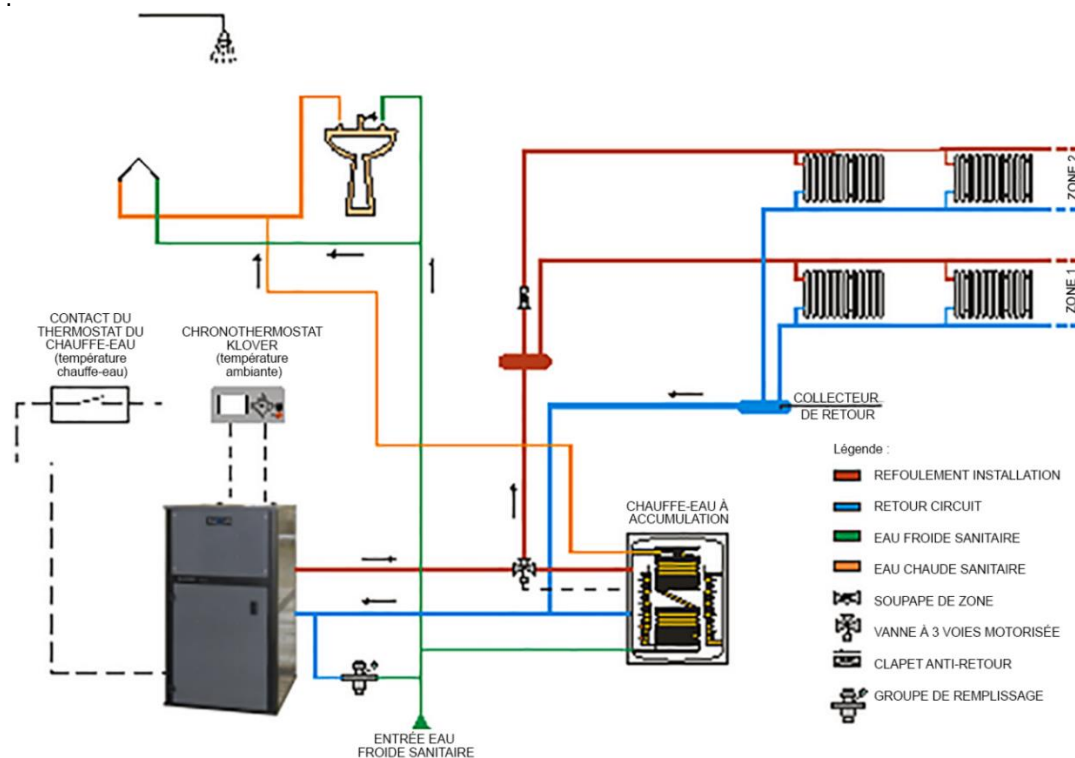 ZONE 2
ZONE 1
CONTACT DU
THERMOSTAT DU
CHAUFFE-EAU
(température
chauffe-eau)
CHRONOTHERMOSTAT
KLOVER
(température
ambiante)
COLLECTEUR
DE RETOUR
CHAUFFE-EAU À
ACCUMULATION
Légende :
REFOULEMENT INSTALLATION
RETOUR CIRCUIT
EAU FROIDE SANITAIRE
EAU CHAUDE SANITAIRE
SOUPAPE DE ZONE
VANNE À 3 VOIES MOTORISÉE
CLAPET ANTI-RETOUR
GROUPE DE REMPLISSAGE
ENTRÉE EAU
FROIDE SANITAIRE